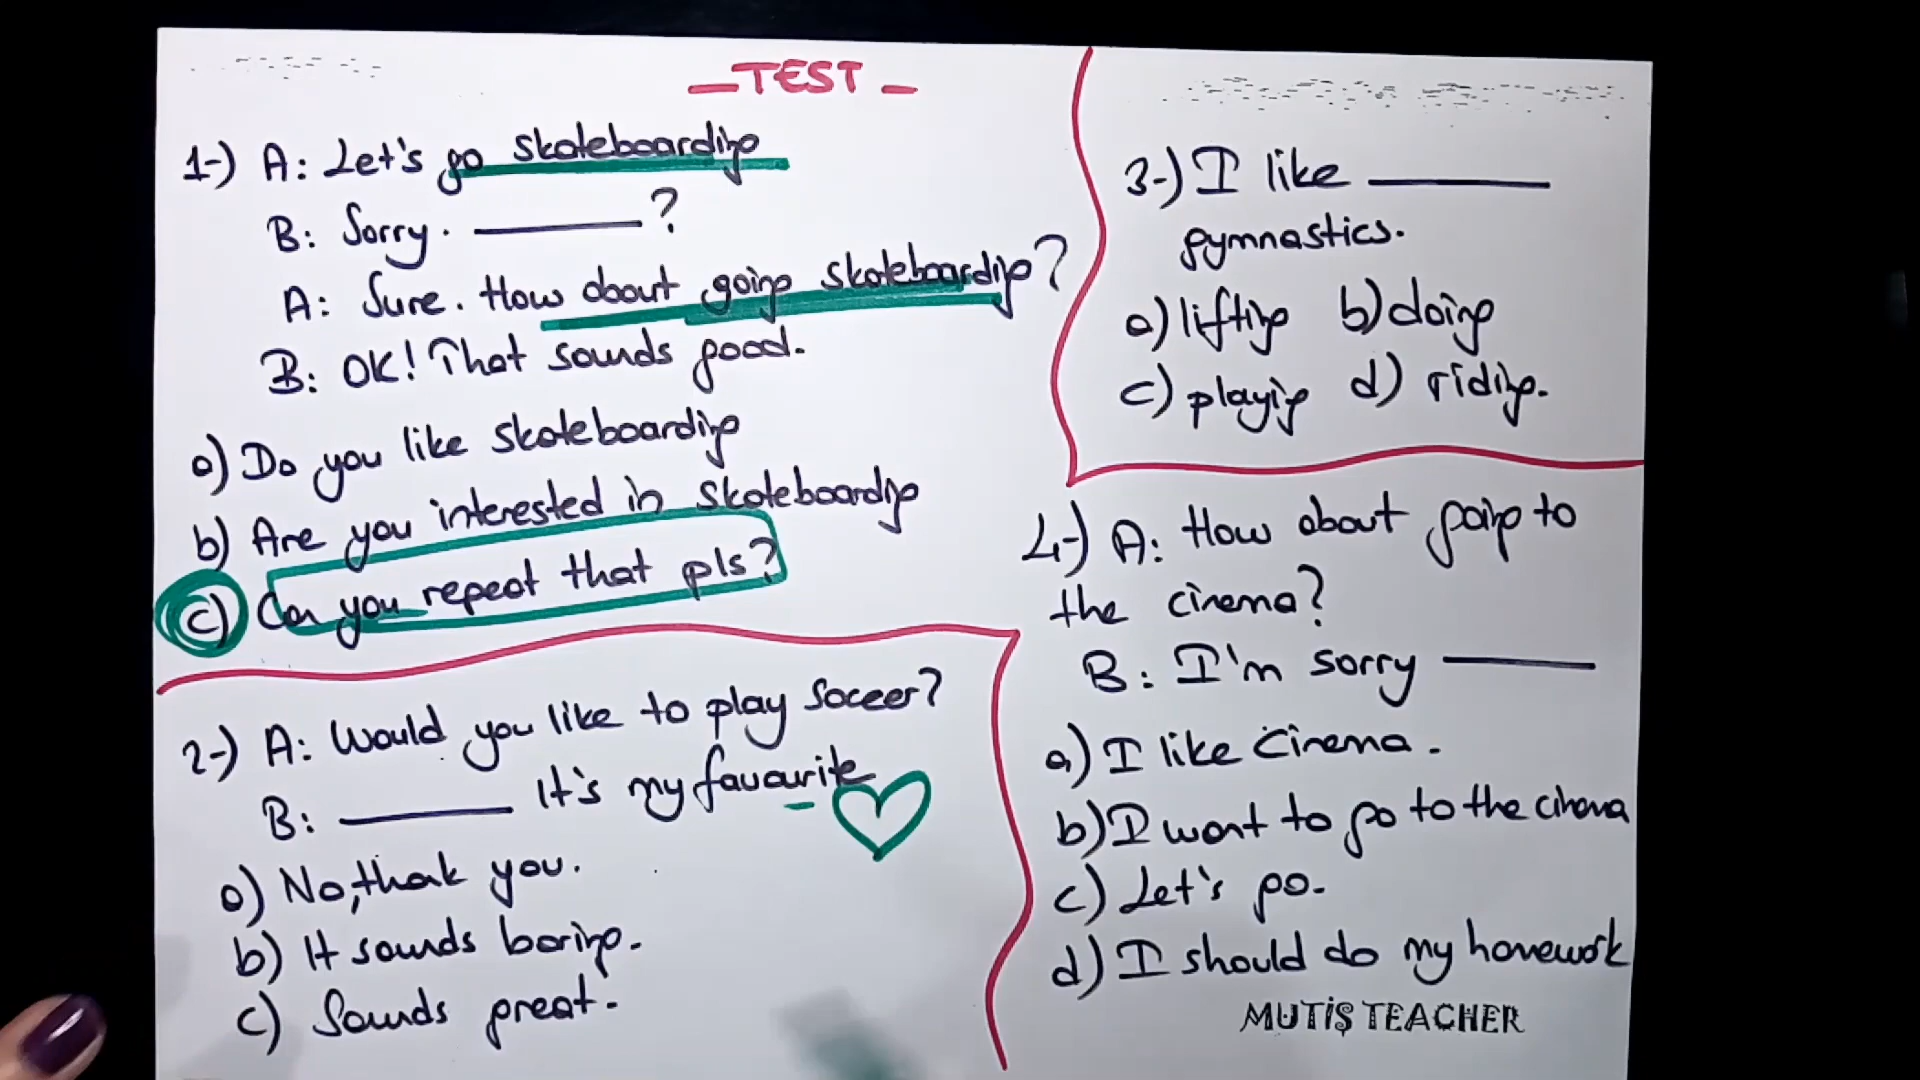 _TEST_
1-) A: Let's go skateboarding
B: Sorry. ______?
A: Sure. How about going skateboarding?
B: OK! That sounds good.
a) Do you like skateboarding
b) Are you interested in skateboarding
c) Can you repeat that pls?
2-) A: Would you like to play soceer?
B: ______ It's my favourite
a) No, thank you.
b) It sounds boring.
c) Sounds great.
3-) I like ______
gymnastics.
a) lifting b) doing
c) playing d) riding.
4-) A: How about going to
the cinema?
B: I'm sorry ______
a) I like cinema.
b) I want to go to the cinema
c) Let's go.
d) I should do my homework
MUTİŞ TEACHER